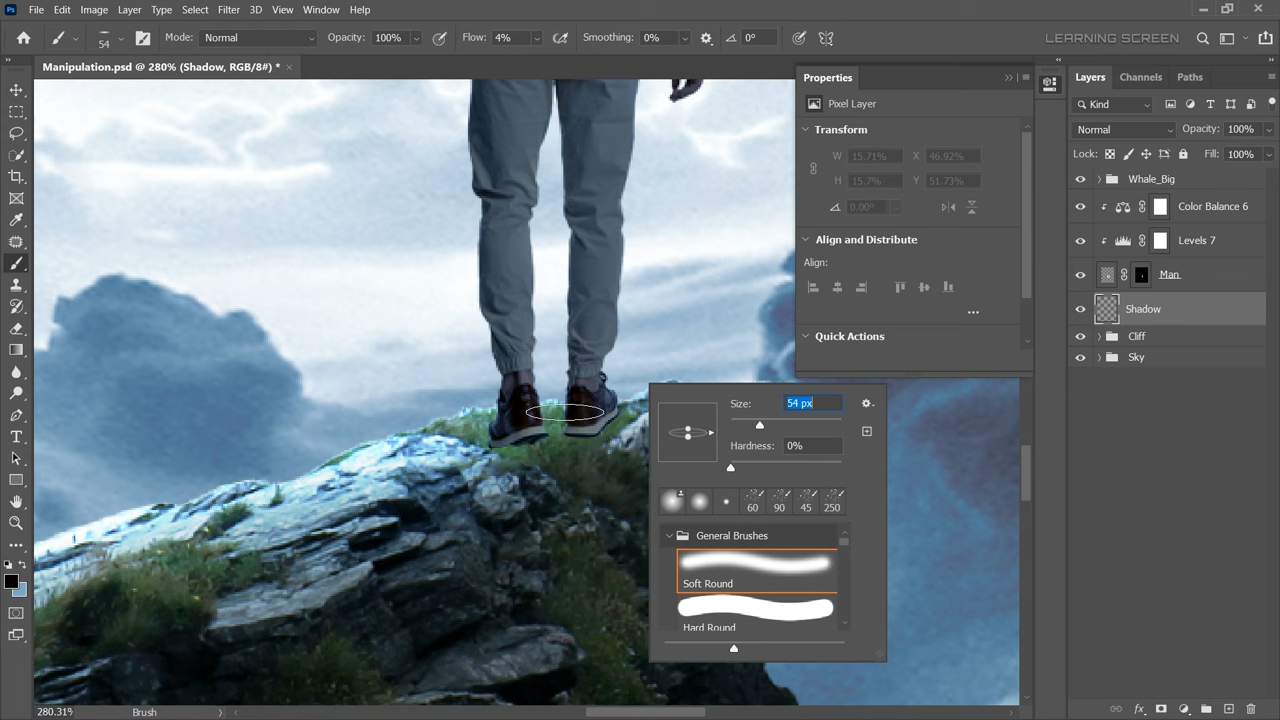 Ps File Edit Image Layer Type Select Filter 3D View Window Help
54 Mode: Normal Opacity: 100% Flow: 4% Smoothing: 0% 0° LEARNING SCREEN
Manipulation.psd @ 280% (Shadow, RGB/8#) *
Properties
Pixel Layer
Transform
W 15.71% X 46.92%
H 15.7% Y 51.73%
0.00°
Align and Distribute
Align:
Quick Actions
Size: 54 px
Hardness: 0%
60 90 45 250
General Brushes
Soft Round
Hard Round
Layers Channels Paths
Kind
Normal Opacity: 100%
Lock: Fill: 100%
Whale_Big
Color Balance 6
Levels 7
Man
Shadow
Cliff
Sky
280.31% Brush